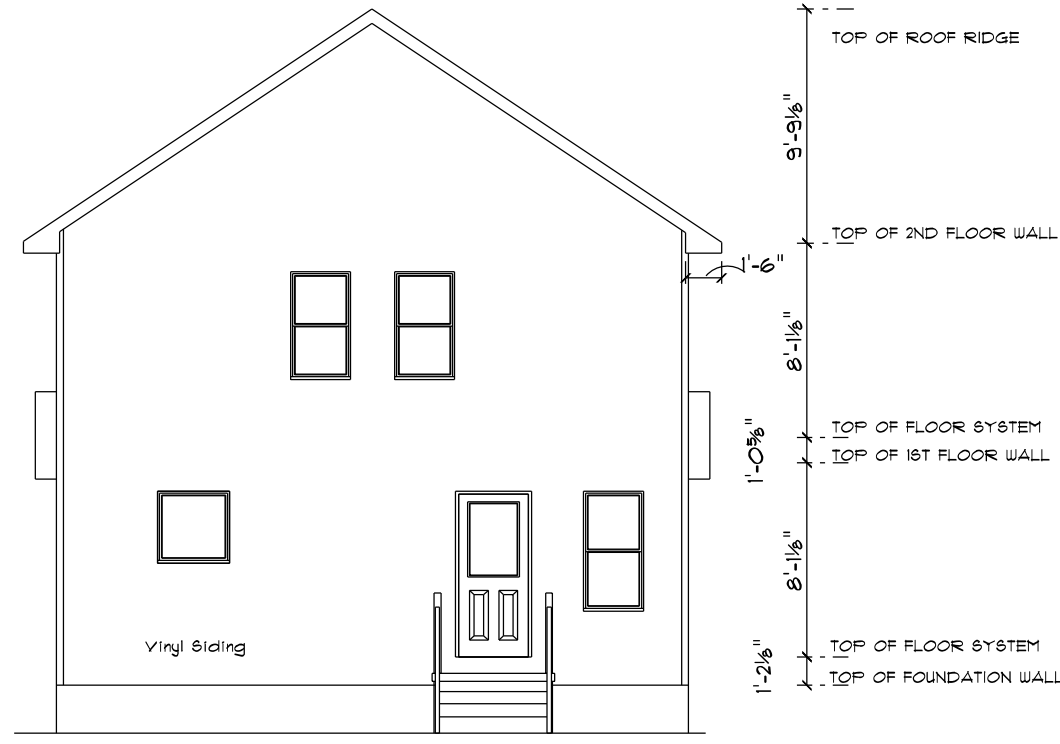 TOP OF ROOF RIDGE
9'-9⅛"
TOP OF 2ND FLOOR WALL
1'-6"
8'-1⅛"
TOP OF FLOOR SYSTEM
1'-0⅝"
TOP OF 1ST FLOOR WALL
8'-1⅛"
Vinyl Siding
TOP OF FLOOR SYSTEM
1'-2⅛"
TOP OF FOUNDATION WALL